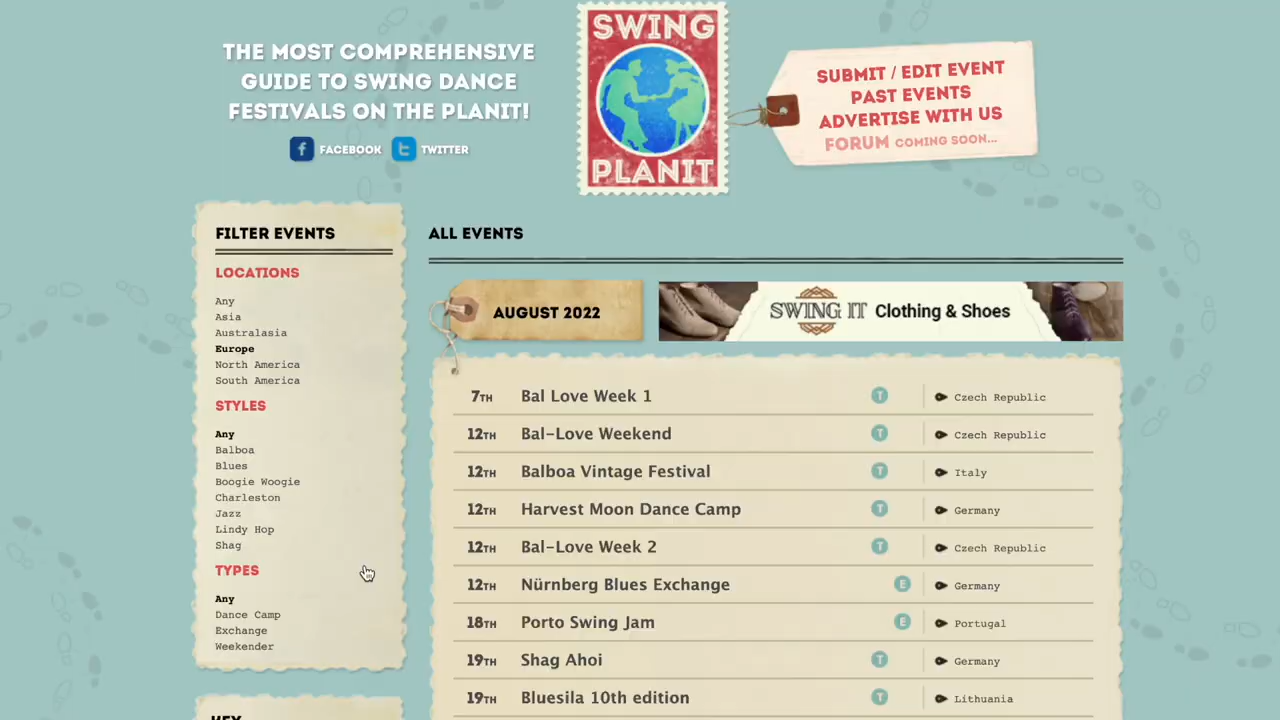 THE MOST COMPREHENSIVE
GUIDE TO SWING DANCE
FESTIVALS ON THE PLANIT!
FACEBOOK TWITTER
SWING
PLANIT
SUBMIT / EDIT EVENT
PAST EVENTS
ADVERTISE WITH US
FORUM COMING SOON...
FILTER EVENTS
LOCATIONS
Any
Asia
Australasia
Europe
North America
South America
STYLES
Any
Balboa
Blues
Boogie Woogie
Charleston
Jazz
Lindy Hop
Shag
TYPES
Any
Dance Camp
Exchange
Weekender
KEY
ALL EVENTS
AUGUST 2022
SWING IT Clothing & Shoes
7TH Bal Love Week 1 T Czech Republic
12TH Bal-Love Weekend T Czech Republic
12TH Balboa Vintage Festival T Italy
12TH Harvest Moon Dance Camp T Germany
12TH Bal-Love Week 2 T Czech Republic
12TH Nürnberg Blues Exchange E Germany
18TH Porto Swing Jam E Portugal
19TH Shag Ahoi T Germany
19TH Bluesila 10th edition T Lithuania